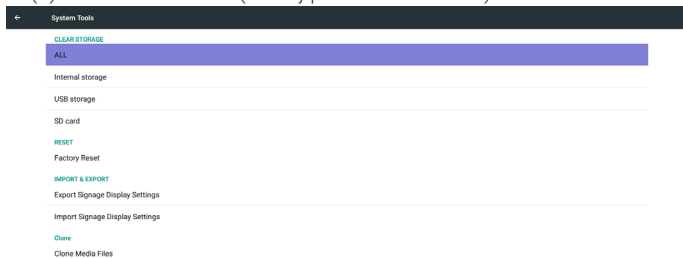 System Tools
CLEAR STORAGE
ALL
Internal storage
USB storage
SD card
RESET
Factory Reset
IMPORT & EXPORT
Export Signage Display Settings
Import Signage Display Settings
Clone
Clone Media Files